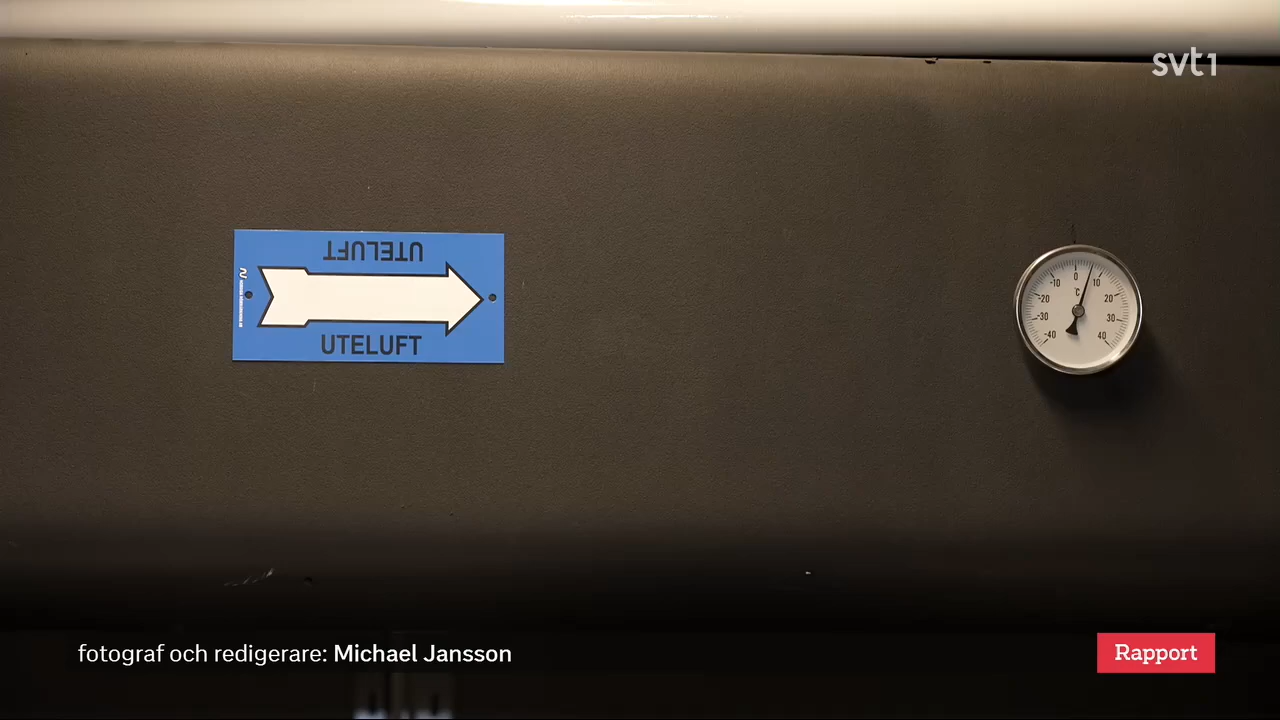 svt1
UTELUFT
UTELUFT
0
-10 10
°C
-20 20
-30 30
-40 40
fotograf och redigerare: Michael Jansson
Rapport